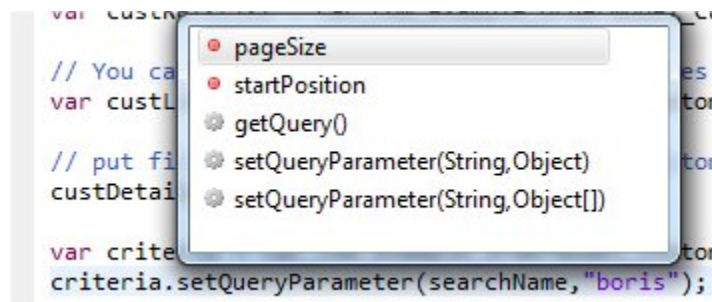 var
pageSize
startPosition
getQuery()
setQueryParameter(String,Object)
setQueryParameter(String,Object[])
// You ca
var custL
// put fi
custDetai
var crite
criteria.setQueryParameter(searchName,"boris");